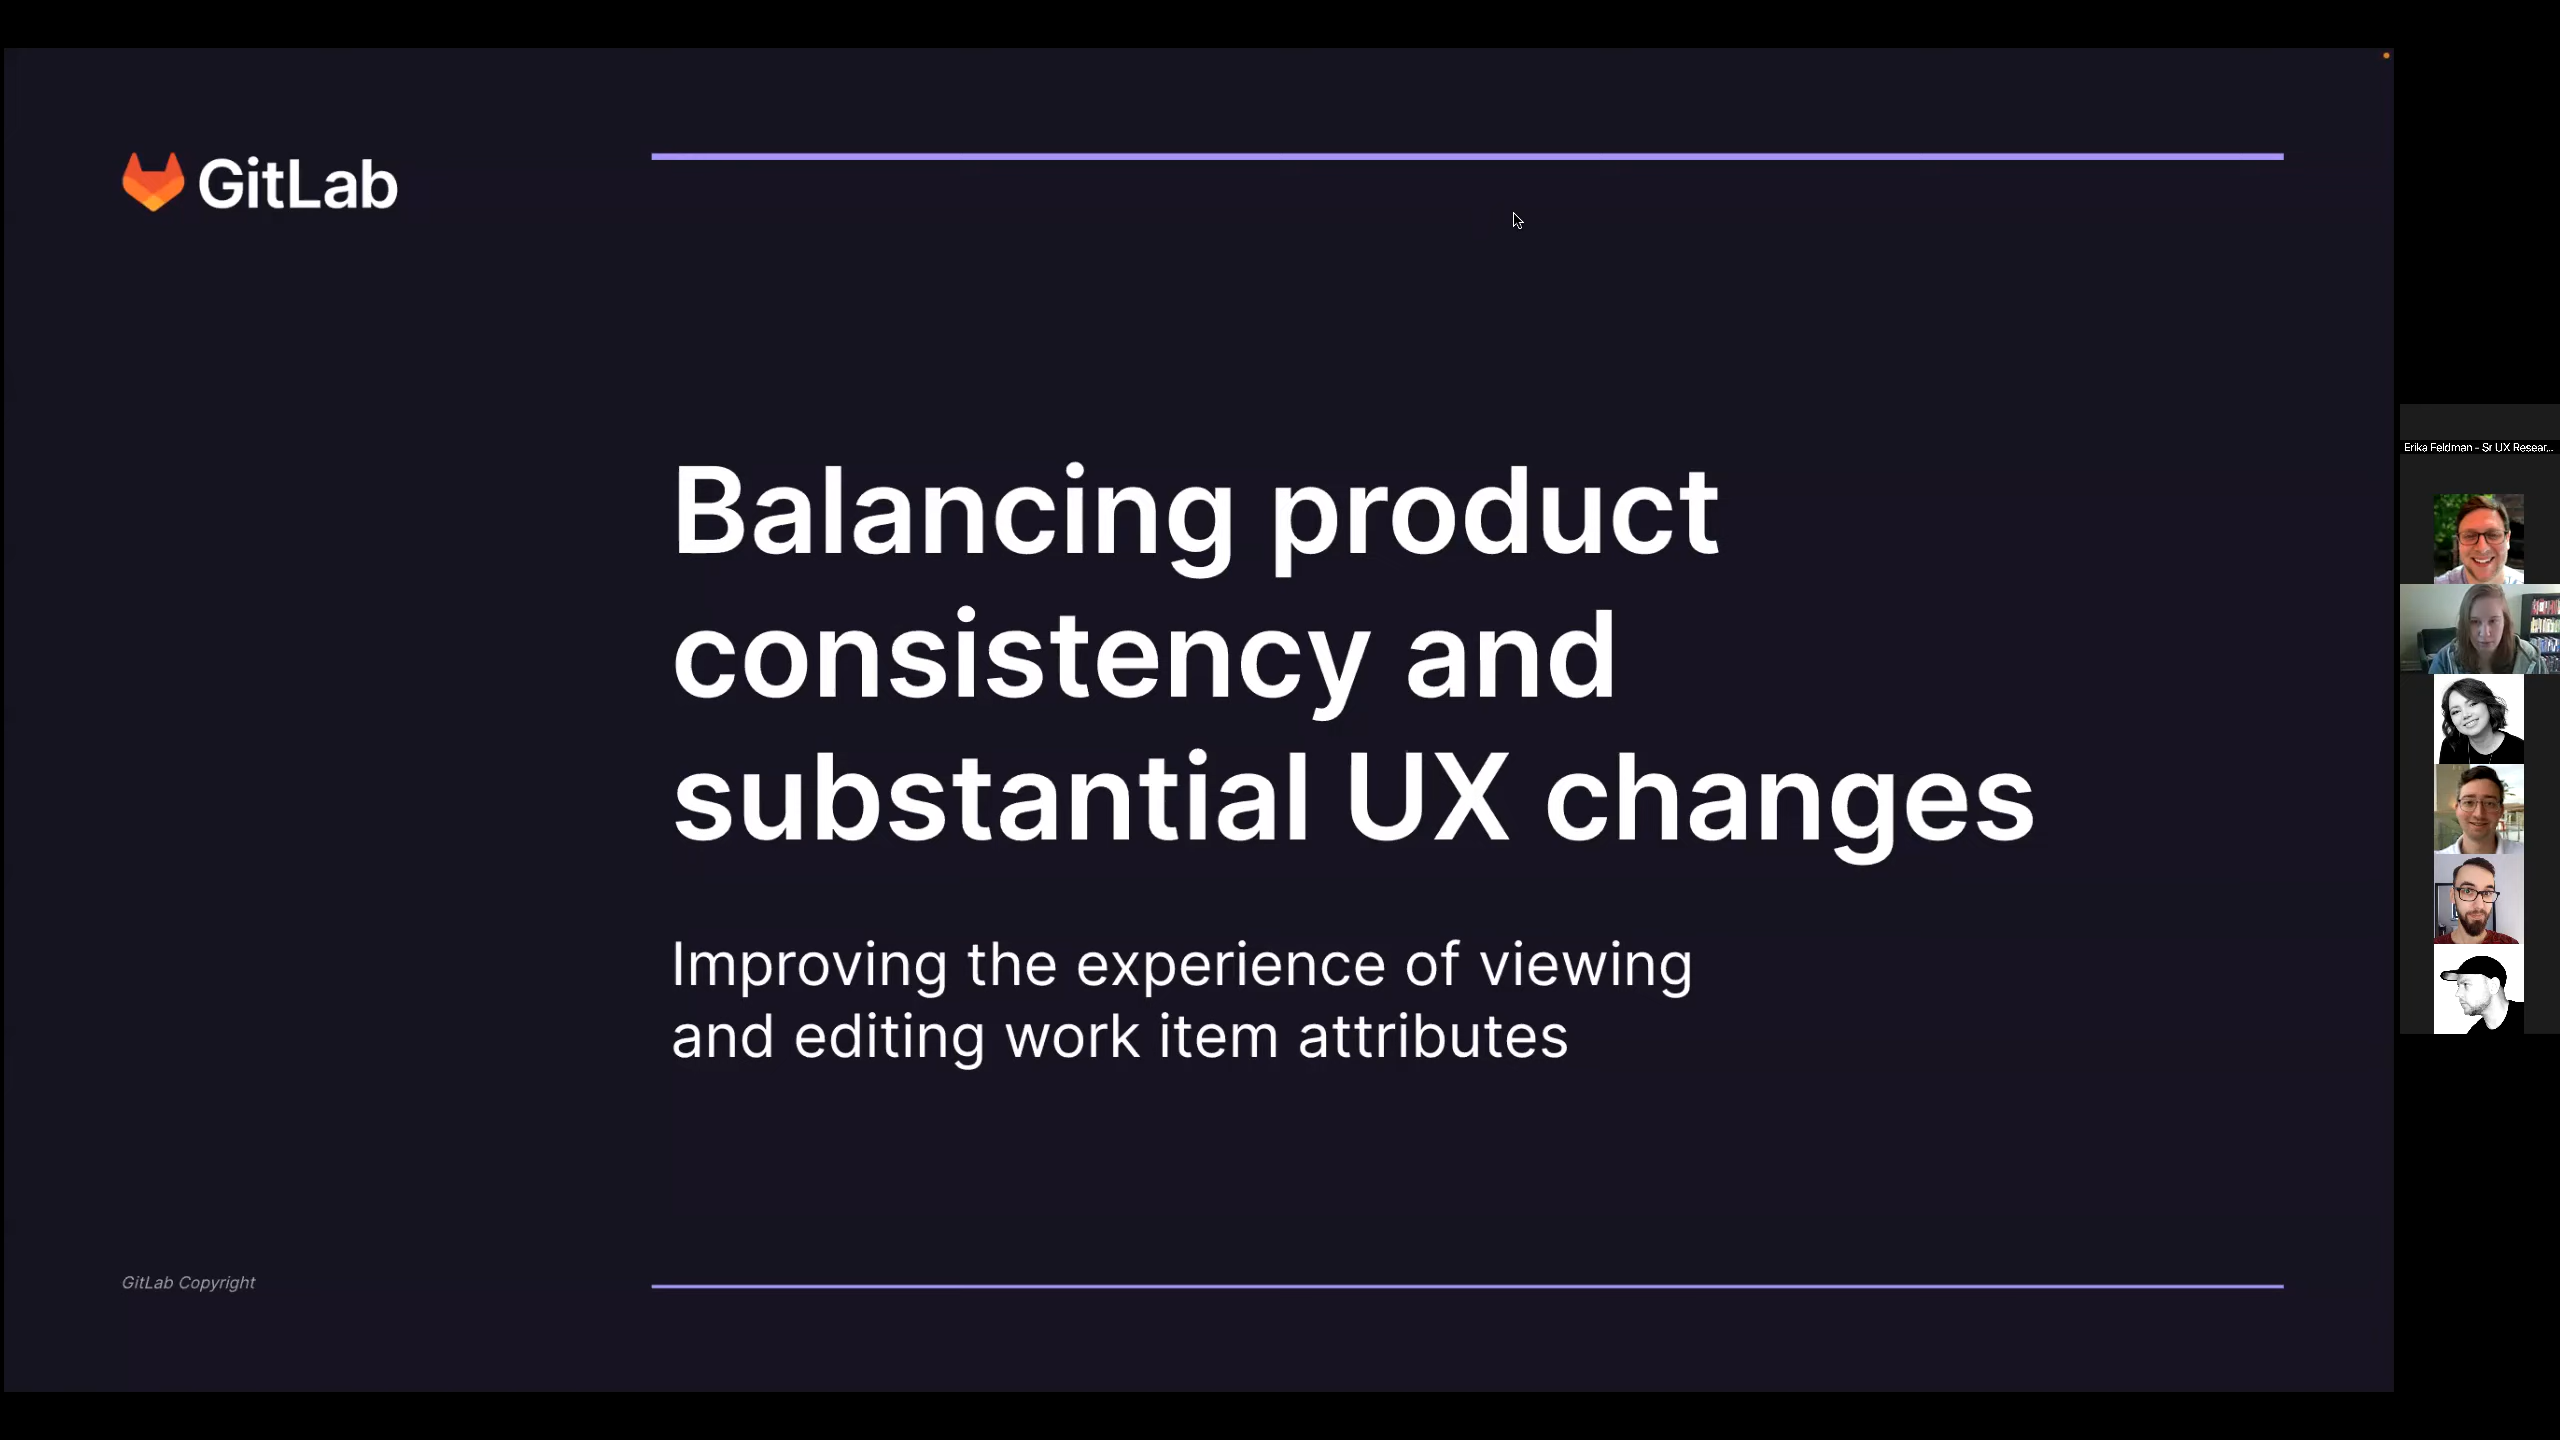 GitLab
Balancing product
consistency and
substantial UX changes
Improving the experience of viewing
and editing work item attributes
GitLab Copyright
Erika Feldman - Sr UX Resear...